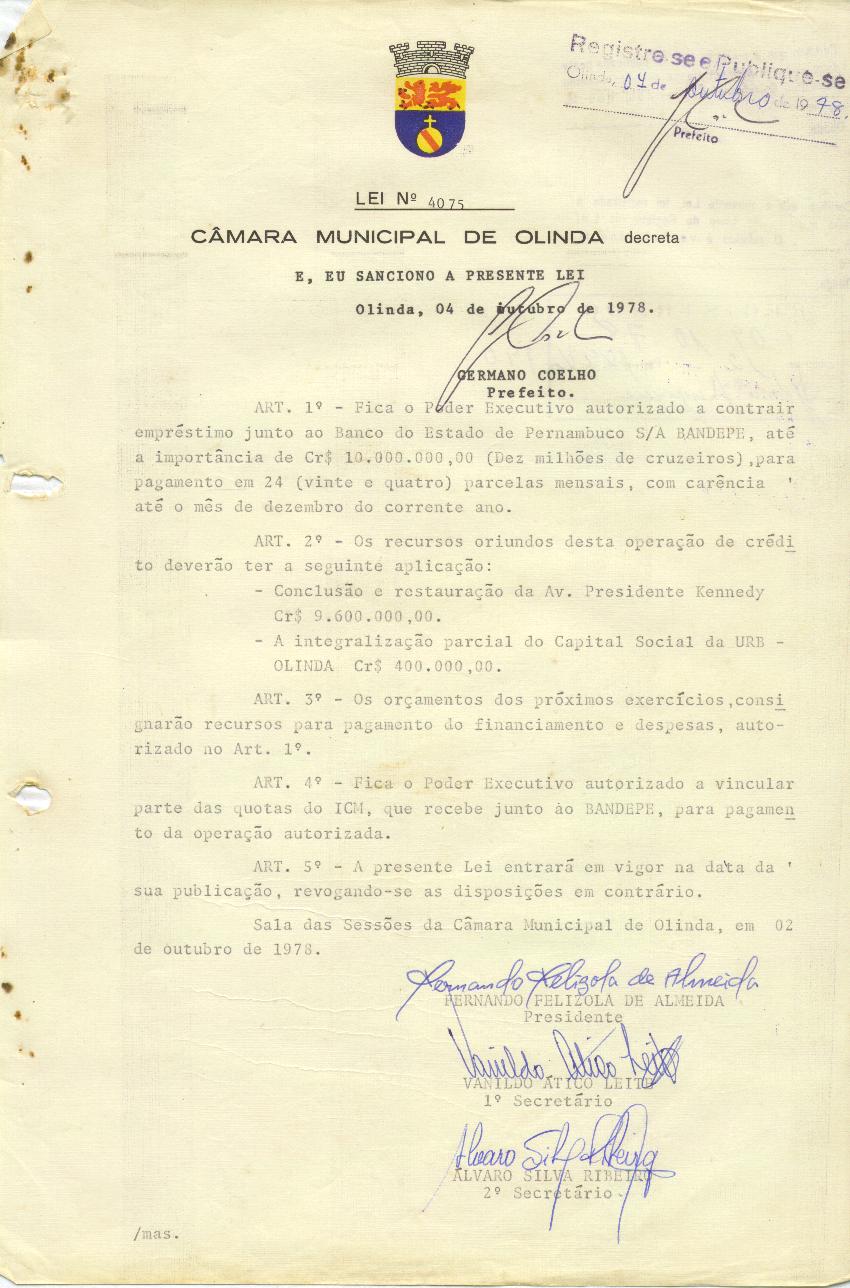 Registre-se e Publique-se
Olinda, 04 de outubro de 1978.
Prefeito
LEI Nº 4075
CÂMARA MUNICIPAL DE OLINDA decreta
E, EU SANCIONO A PRESENTE LEI
Olinda, 04 de outubro de 1978.
GERMANO COELHO
Prefeito.
ART. 1º - Fica o Poder Executivo autorizado a contrair
empréstimo junto ao Banco do Estado de Pernambuco S/A BANDEPE, até
a importância de Cr$ 10.000.000,00 (Dez milhões de cruzeiros),para
pagamento em 24 (vinte e quatro) parcelas mensais, com carência '
até o mês de dezembro do corrente ano.
ART. 2º - Os recursos oriundos desta operação de crédi
to deverão ter a seguinte aplicação:
- Conclusão e restauração da Av. Presidente Kennedy
Cr$ 9.600.000,00.
- A integralização parcial do Capital Social da URB -
OLINDA Cr$ 400.000,00.
ART. 3º - Os orçamentos dos próximos exercícios,consi
gnarão recursos para pagamento do financiamento e despesas, auto-
rizado no Art. 1º.
ART. 4º - Fica o Poder Executivo autorizado a vincular
parte das quotas do ICM, que recebe junto ào BANDEPE, para pagamen
to da operação autorizada.
ART. 5º - A presente Lei entrará em vigor na data da '
sua publicação, revogando-se as disposições em contrário.
Sala das Sessões da Câmara Municipal de Olinda, em 02
de outubro de 1978.
Fernando Felizola de Almeida
FERNANDO FELIZOLA DE ALMEIDA
Presidente
Vanildo Atico Leite
VANILDO ÁTICO LEITE
1º Secretário
Alvaro Silva Ribeiro
ÁLVARO SILVA RIBEIRO
2º Secretário
/mas.